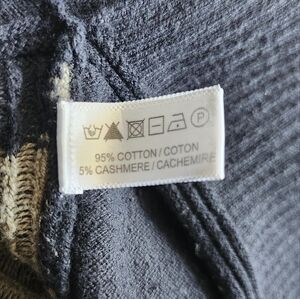 P
95% COTTON / COTON
5% CASHMERE / CACHEMIRE